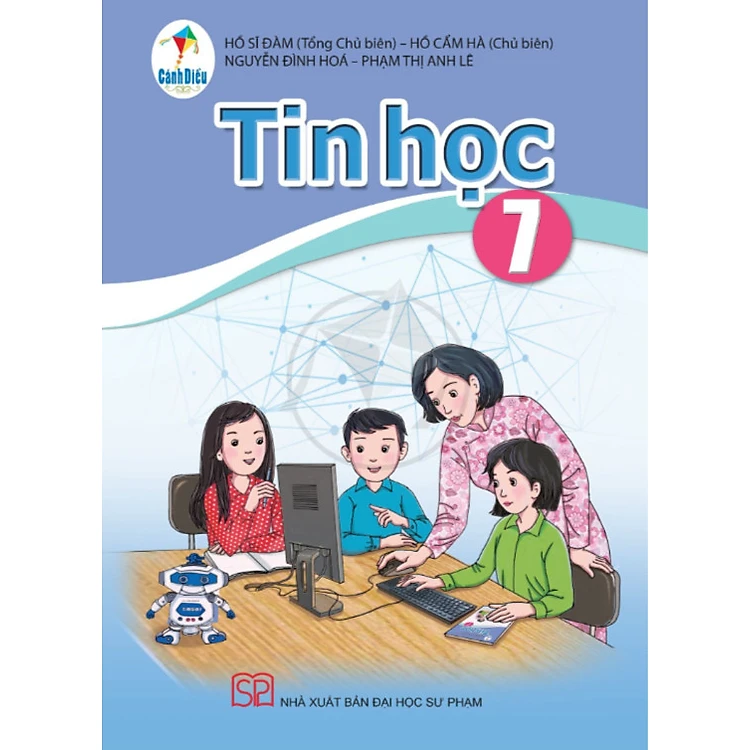 HỒ SĨ ĐÀM (Tổng Chủ biên) – HỒ CẨM HÀ (Chủ biên)
NGUYỄN ĐÌNH HOÁ – PHẠM THỊ ANH LÊ
Cánh Diều
Tin học
7
SP
NHÀ XUẤT BẢN ĐẠI HỌC SƯ PHẠM